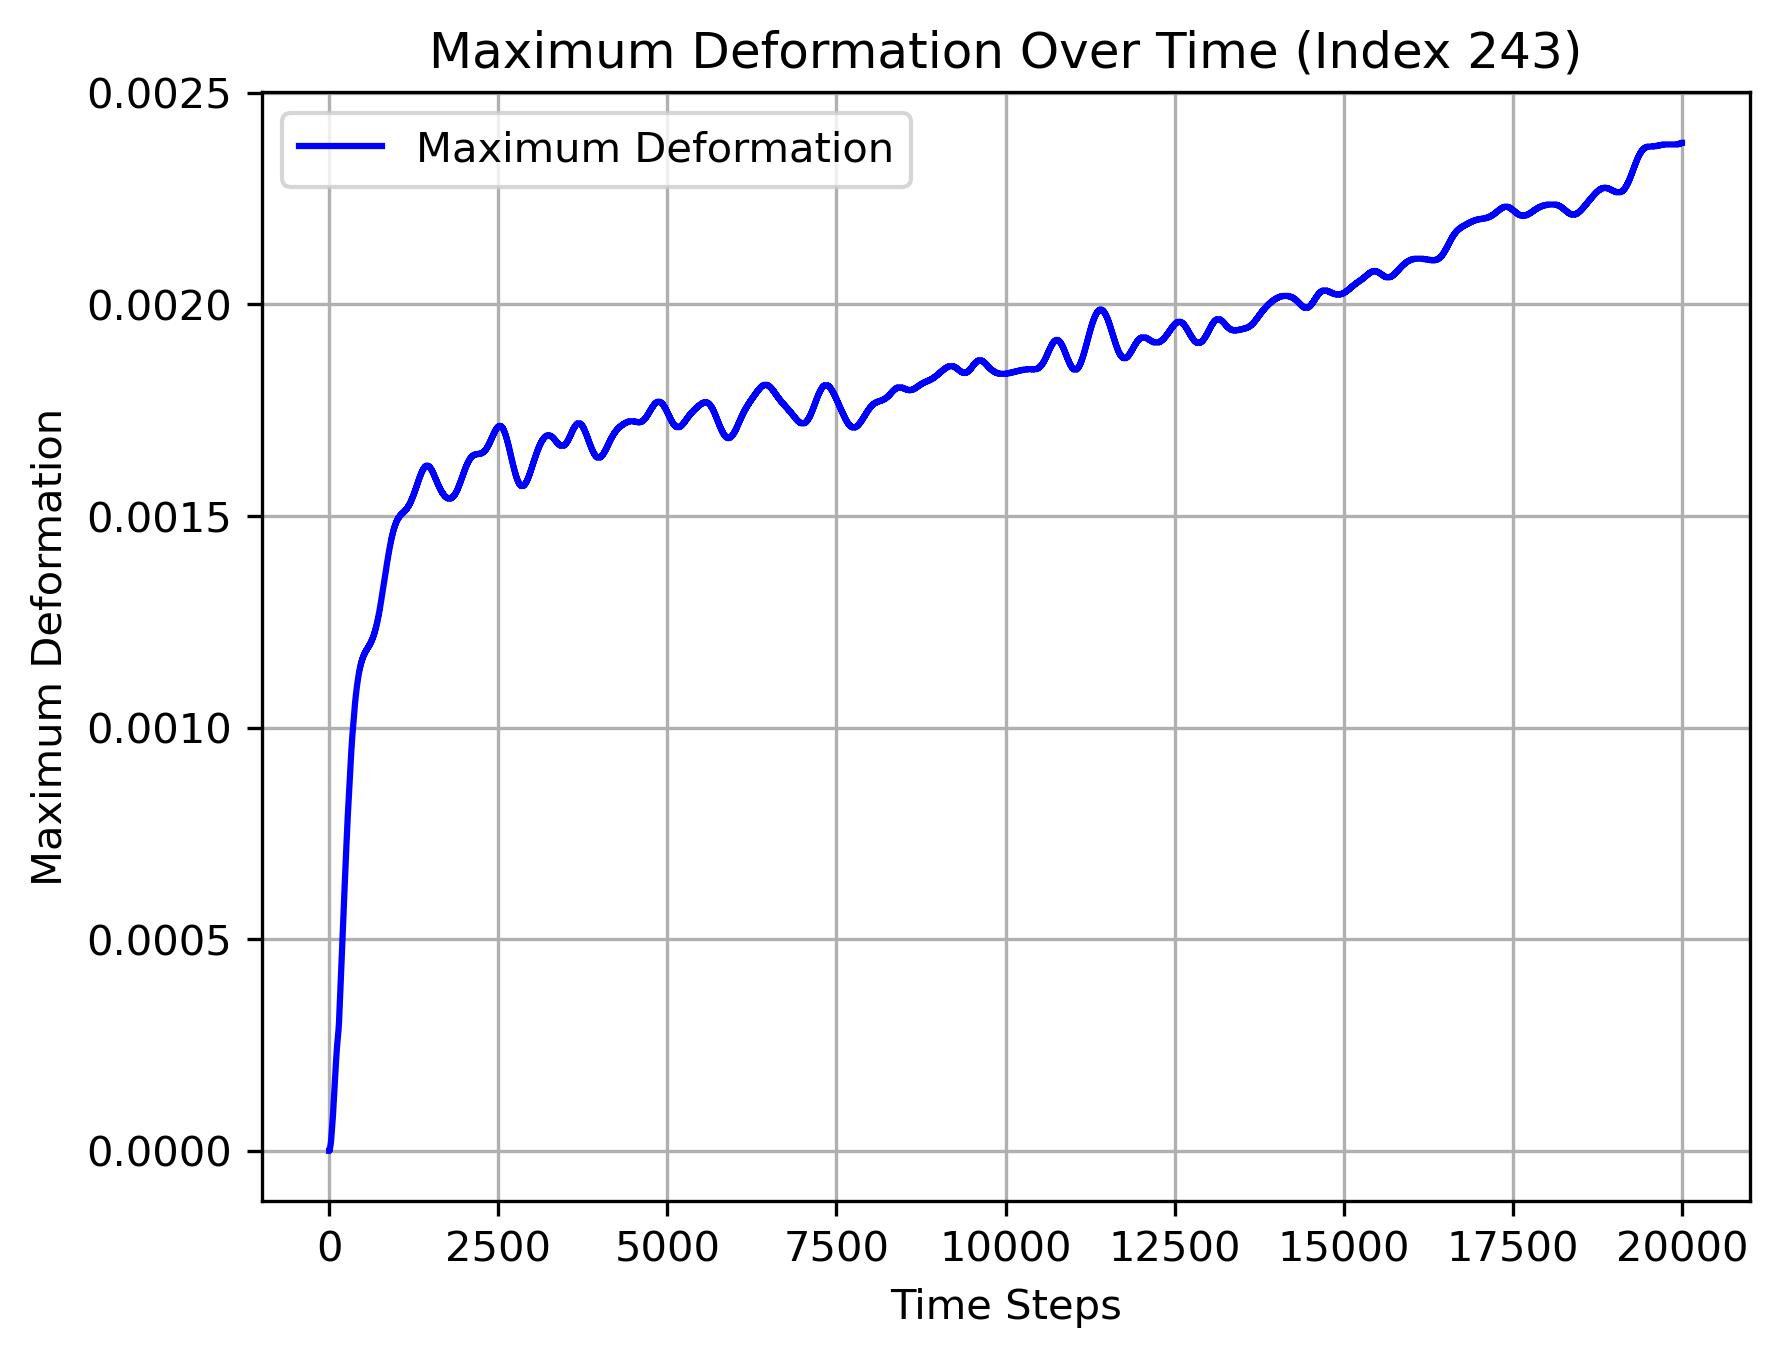 Maximum Deformation Over Time (Index 243)
Maximum Deformation
Maximum Deformation
0.0025
0.0020
0.0015
0.0010
0.0005
0.0000
0 2500 5000 7500 10000 12500 15000 17500 20000
Time Steps